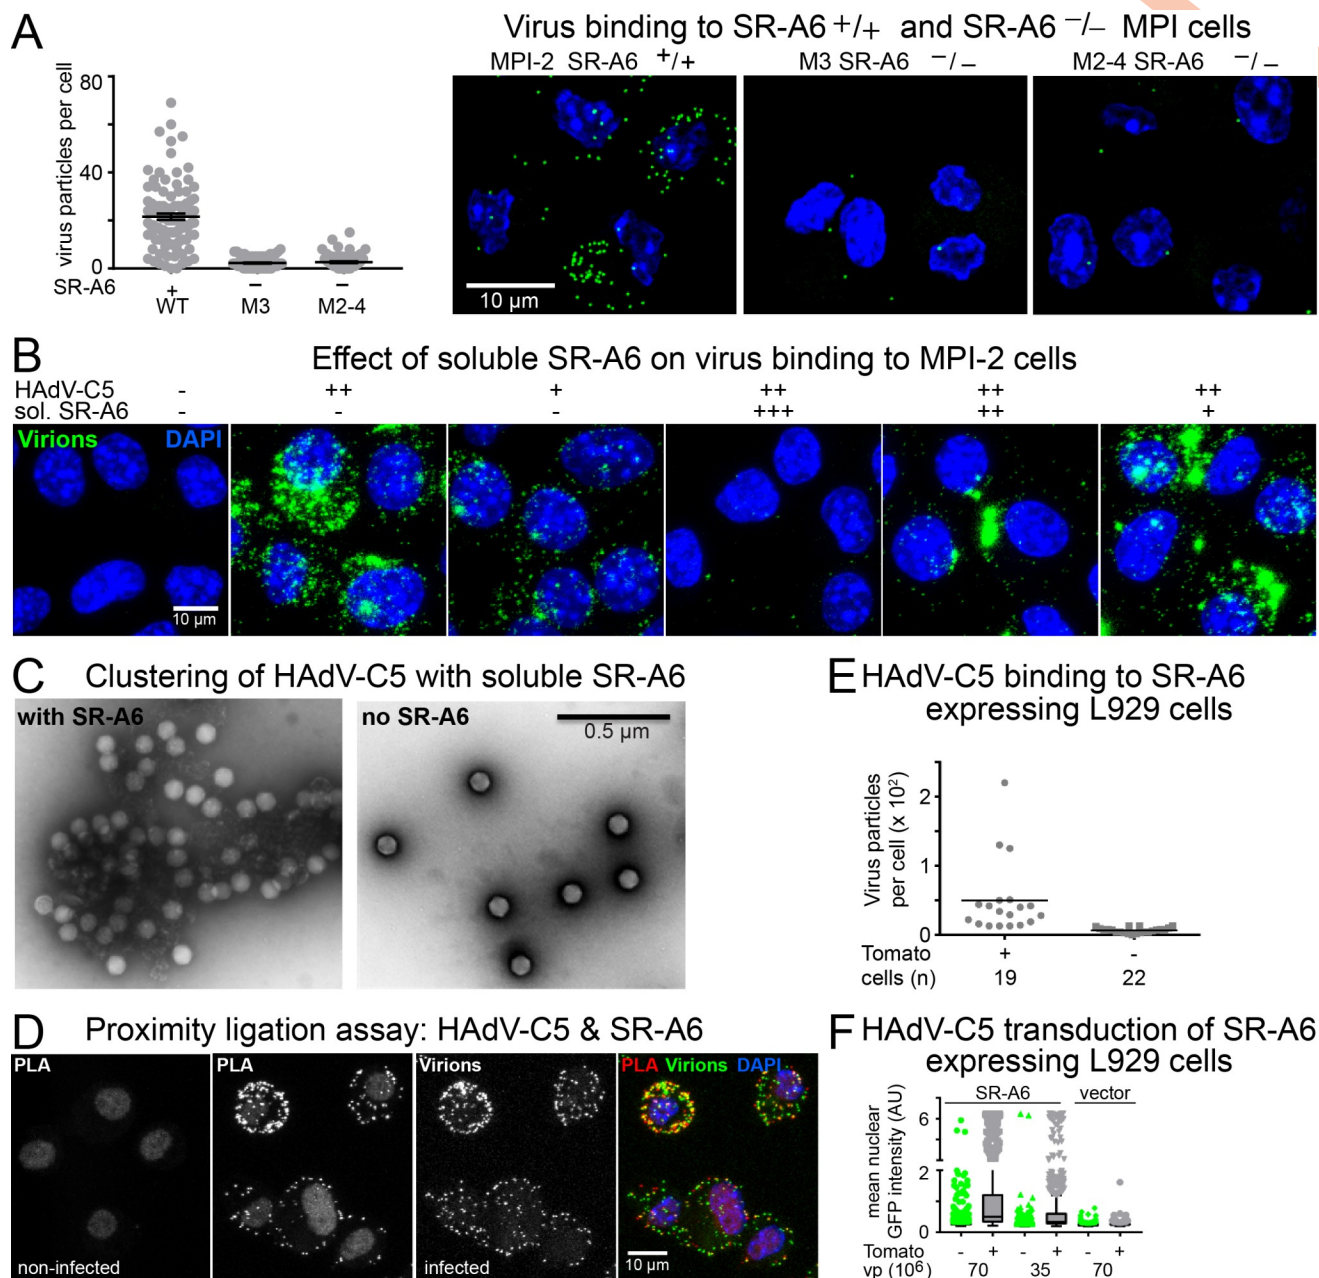 A
Virus binding to SR-A6 +/+ and SR-A6 −/− MPI cells
virus particles per cell
80
40
0
SR-A6 + − −
WT M3 M2-4
MPI-2 SR-A6 +/+
M3 SR-A6 −/−
M2-4 SR-A6 −/−
10 µm
B
Effect of soluble SR-A6 on virus binding to MPI-2 cells
HAdV-C5 - ++ + ++ ++ ++
sol. SR-A6 - - - +++ ++ +
Virions DAPI
10 µm
C
Clustering of HAdV-C5 with soluble SR-A6
with SR-A6
no SR-A6
0.5 µm
D
Proximity ligation assay: HAdV-C5 & SR-A6
PLA
non-infected
PLA
Virions
infected
PLA Virions DAPI
10 µm
E
HAdV-C5 binding to SR-A6
expressing L929 cells
Virus particles
per cell (x 10²)
2
1
0
Tomato + -
cells (n) 19 22
F
HAdV-C5 transduction of SR-A6
expressing L929 cells
SR-A6 vector
mean nuclear
GFP intensity (AU)
6
2
0
Tomato - + - + - +
vp (10⁶) 70 35 70